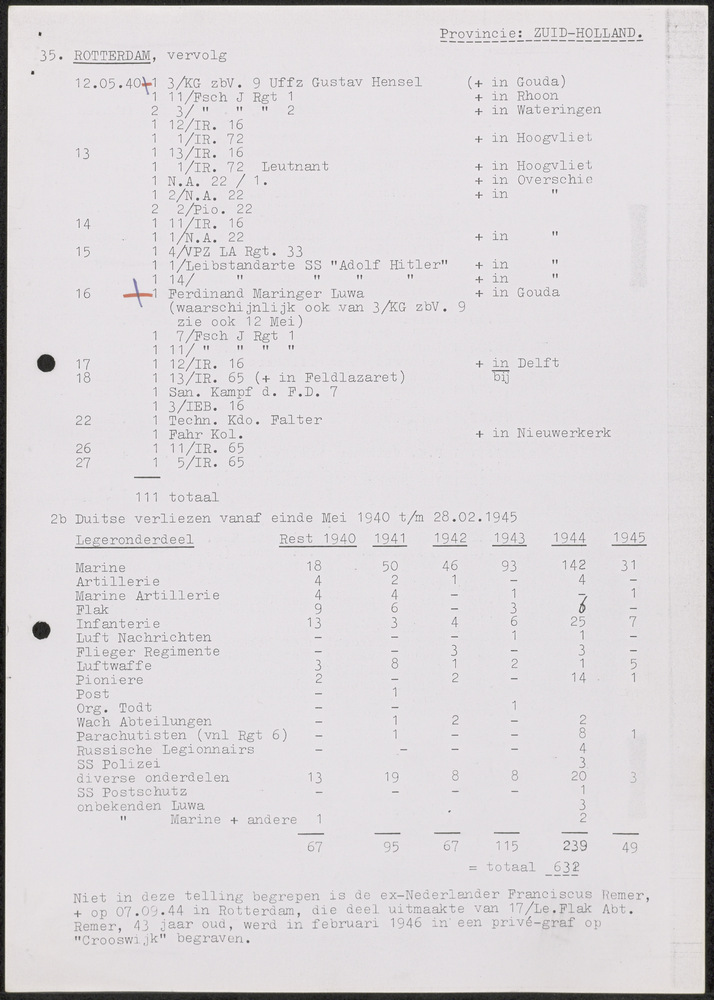 Provincie: ZUID-HOLLAND.
35. ROTTERDAM, vervolg
12.05.40 1 3/KG zbV. 9 Uffz Gustav Hensel (+ in Gouda)
1 11/Fsch J Rgt 1 + in Rhoon
2 3/ " " " 2 + in Wateringen
1 12/IR. 16
1 1/IR. 72 + in Hoogvliet
13 1 13/IR. 16
1 1/IR. 72 Leutnant + in Hoogvliet
1 N.A. 22 / 1. + in Overschie
1 2/N.A. 22 + in "
2 2/Pio. 22
14 1 11/IR. 16
1 1/N.A. 22 + in "
15 1 4/VPZ LA Rgt. 33
1 1/Leibstandarte SS "Adolf Hitler" + in "
1 14/ " " " + in "
16 1 Ferdinand Maringer Luwa + in Gouda
(waarschijnlijk ook van 3/KG zbV. 9
zie ook 12 Mei)
1 7/Fsch J Rgt 1
1 11/ " " " "
17 1 12/IR. 16 + in Delft
18 1 13/IR. 65 (+ in Feldlazaret) bij
1 San. Kampf d. F.D. 7
1 3/IEB. 16
22 1 Techn. Kdo. Falter
1 Fahr Kol. + in Nieuwerkerk
26 1 11/IR. 65
27 1 5/IR. 65
111 totaal
2b Duitse verliezen vanaf einde Mei 1940 t/m 28.02.1945
Legeronderdeel Rest 1940 1941 1942 1943 1944 1945
Marine 18 50 46 93 142 31
Artillerie 4 2 1 - 4 -
Marine Artillerie 4 4 - 1 - 1
Flak 9 6 - 3 6 -
Infanterie 13 3 4 6 25 7
Luft Nachrichten - - - 1 1 -
Flieger Regimente - - 3 - 3 -
Luftwaffe 3 8 1 2 1 5
Pioniere 2 - 2 - 14 1
Post - 1
Org. Todt - - 1
Wach Abteilungen - 1 2 - 2
Parachutisten (vnl Rgt 6) - 1 - - 8 1
Russische Legionnairs - - - - 4
SS Polizei 3
diverse onderdelen 13 19 8 8 20 3
SS Postschutz - - - - 1
onbekenden Luwa 3
" Marine + andere 1 2
67 95 67 115 239 49
= totaal 632
Niet in deze telling begrepen is de ex-Nederlander Franciscus Remer,
+ op 07.09.44 in Rotterdam, die deel uitmaakte van 17/Le.Flak Abt.
Remer, 43 jaar oud, werd in februari 1946 in een privé-graf op
"Crooswijk" begraven.